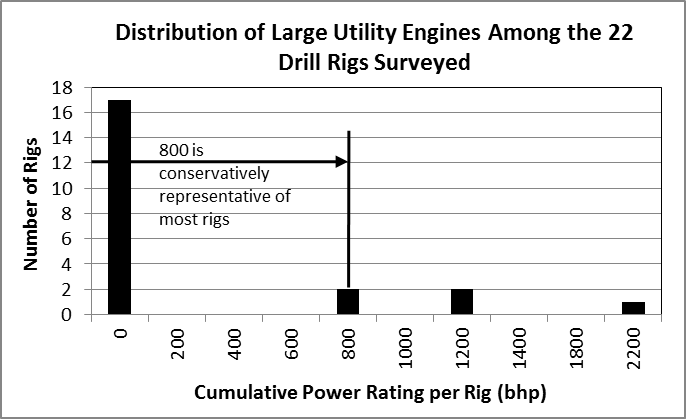 Distribution of Large Utility Engines Among the 22
Drill Rigs Surveyed
Number of Rigs
18
16
14
12
10
8
6
4
2
0
800 is
conservatively
representative of
most rigs
0
200
400
600
800
1000
1200
1400
1800
2200
Cumulative Power Rating per Rig (bhp)